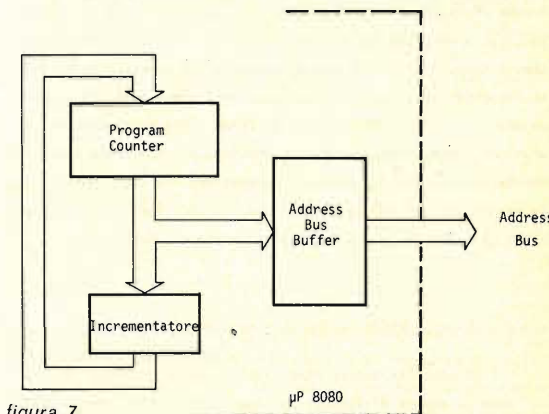 Program
Counter
Address
Bus
Buffer
Address
Bus
Incrementatore
µP 8080
figura 7